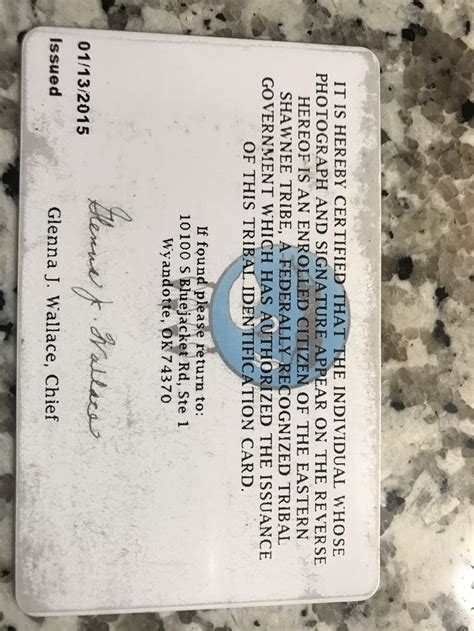 IT IS HEREBY CERTIFIED THAT THE INDIVIDUAL WHOSE
PHOTOGRAPH AND SIGNATURE APPEAR ON THE REVERSE
HEREOF IS AN ENROLLED CITIZEN OF THE EASTERN
SHAWNEE TRIBE, A FEDERALLY RECOGNIZED TRIBAL
GOVERNMENT WHICH HAS AUTHORIZED THE ISSUANCE
OF THIS TRIBAL IDENTIFICATION CARD.
If found please return to:
10100 S Bluejacket Rd, Ste 1
Wyandotte, OK 74370
Glenna J. Wallace
01/13/2015
Issued
Glenna J. Wallace, Chief